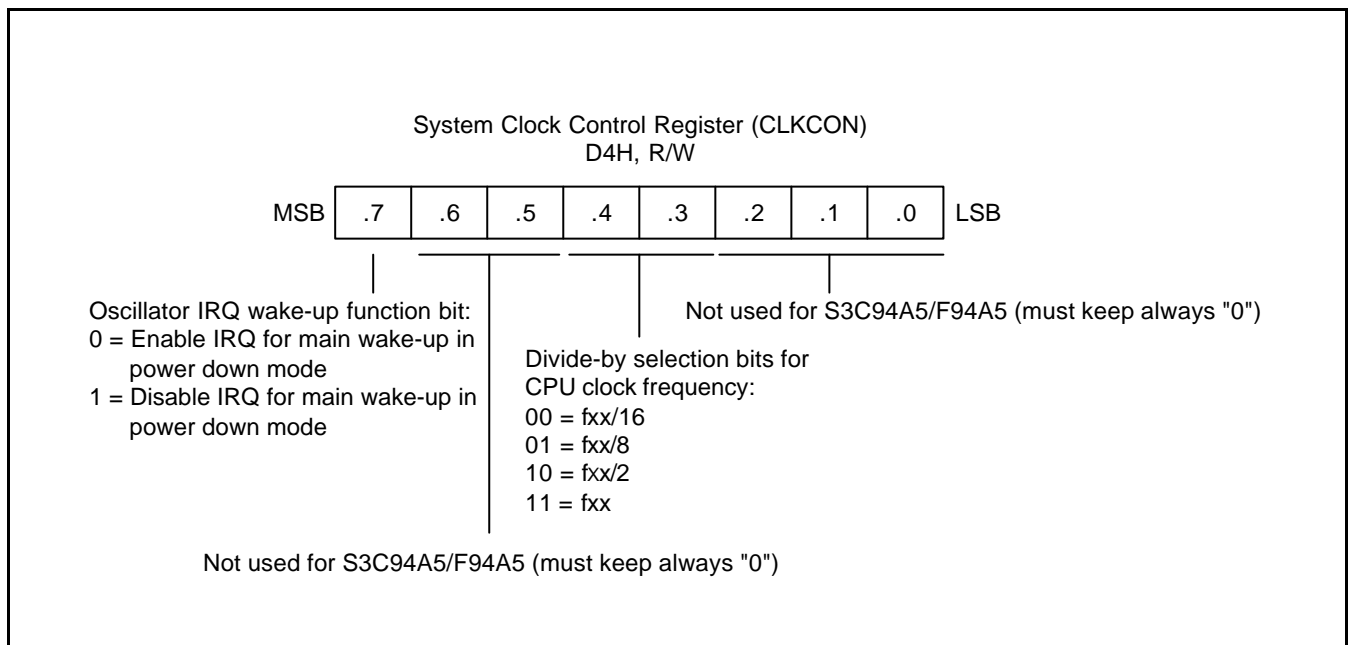 System Clock Control Register (CLKCON)
D4H, R/W
MSB .7 .6 .5 .4 .3 .2 .1 .0 LSB
Oscillator IRQ wake-up function bit:
0 = Enable IRQ for main wake-up in
power down mode
1 = Disable IRQ for main wake-up in
power down mode
Not used for S3C94A5/F94A5 (must keep always "0")
Divide-by selection bits for
CPU clock frequency:
00 = fxx/16
01 = fxx/8
10 = fxx/2
11 = fxx
Not used for S3C94A5/F94A5 (must keep always "0")